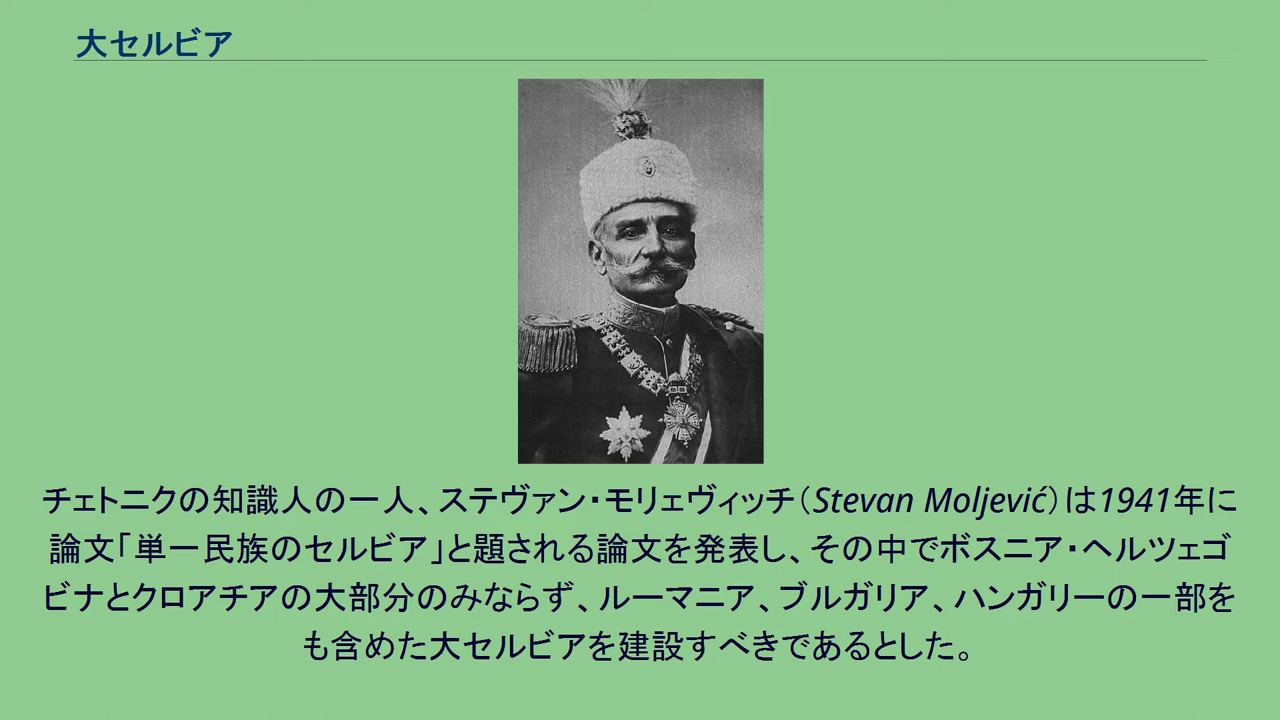 大セルビア
チェトニクの知識人の一人、ステヴァン・モリェヴィッチ（Stevan Moljević）は1941年に
論文「単一民族のセルビア」と題される論文を発表し、その中でボスニア・ヘルツェゴ
ビナとクロアチアの大部分のみならず、ルーマニア、ブルガリア、ハンガリーの一部を
も含めた大セルビアを建設すべきであるとした。